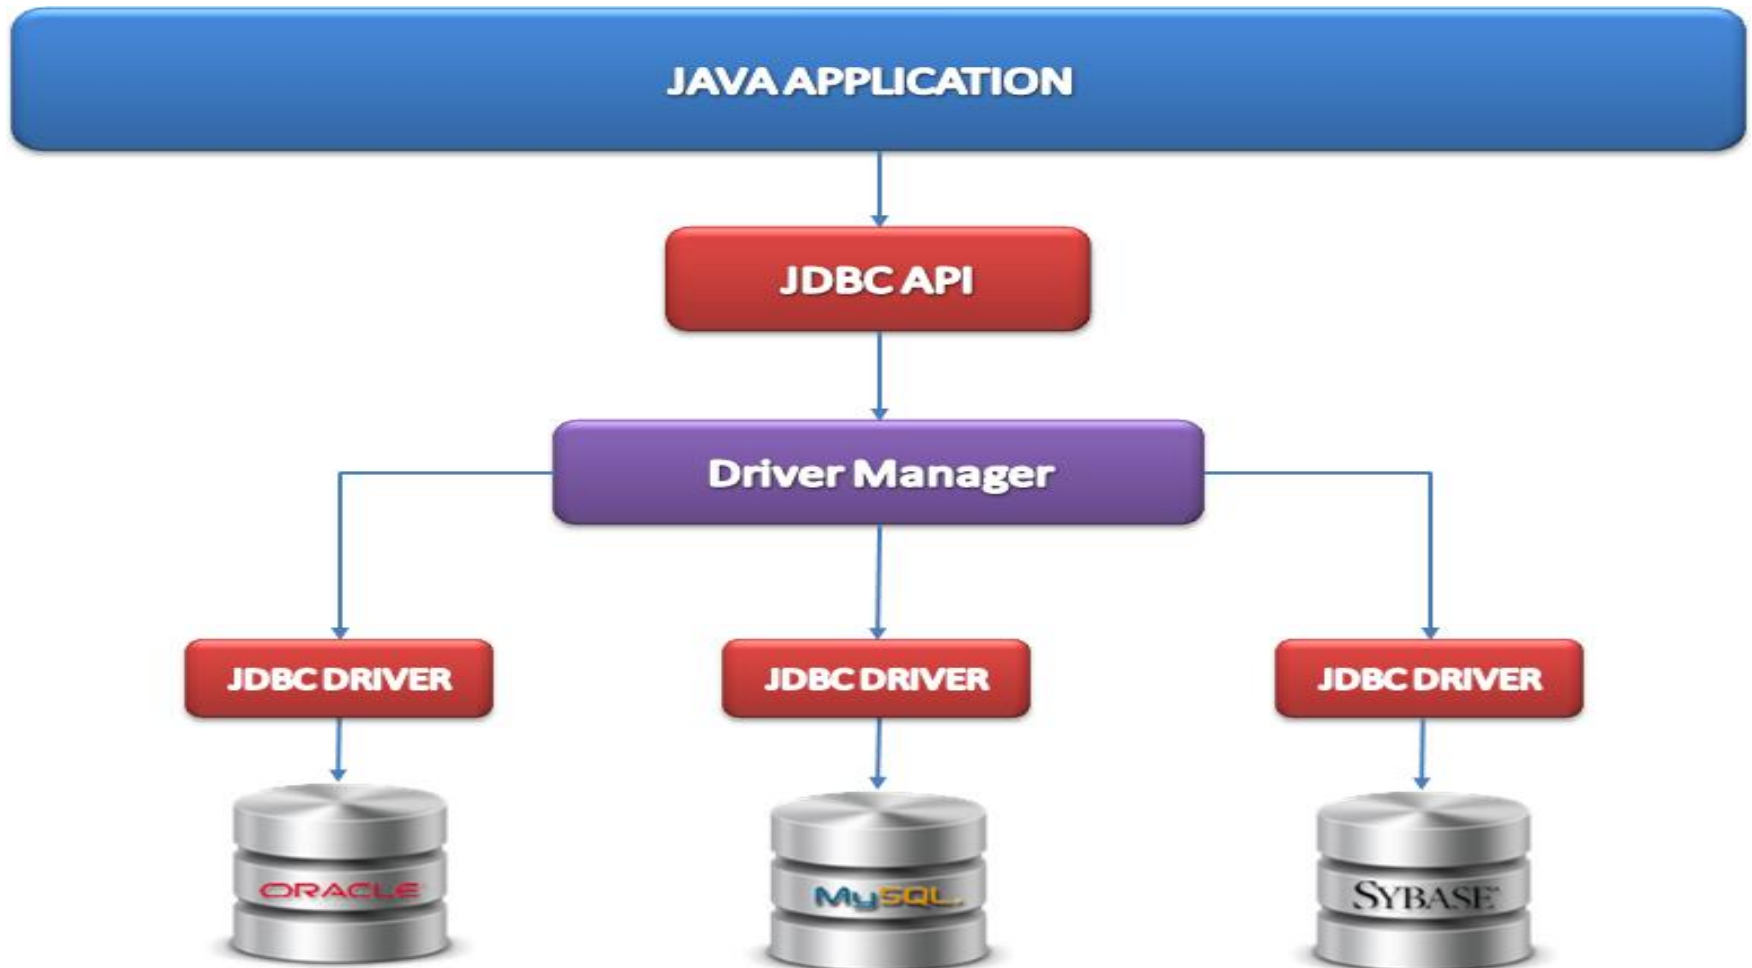 JAVA APPLICATION
JDBC API
Driver Manager
JDBC DRIVER
JDBC DRIVER
JDBC DRIVER
ORACLE
MySQL
SYBASE